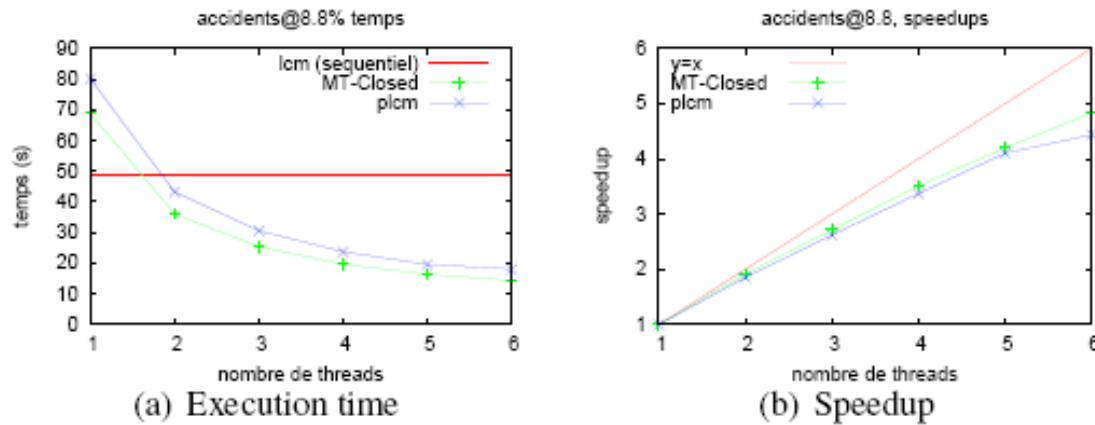 accidents@8.8% temps
90
80
70
60
50
40
30
20
10
0
temps (s)
lcm (sequentiel)
MT-Closed
plcm
1 2 3 4 5 6
nombre de threads
(a) Execution time
accidents@8.8, speedups
6
5
4
3
2
1
speedup
y=x
MT-Closed
plcm
1 2 3 4 5 6
nombre de threads
(b) Speedup